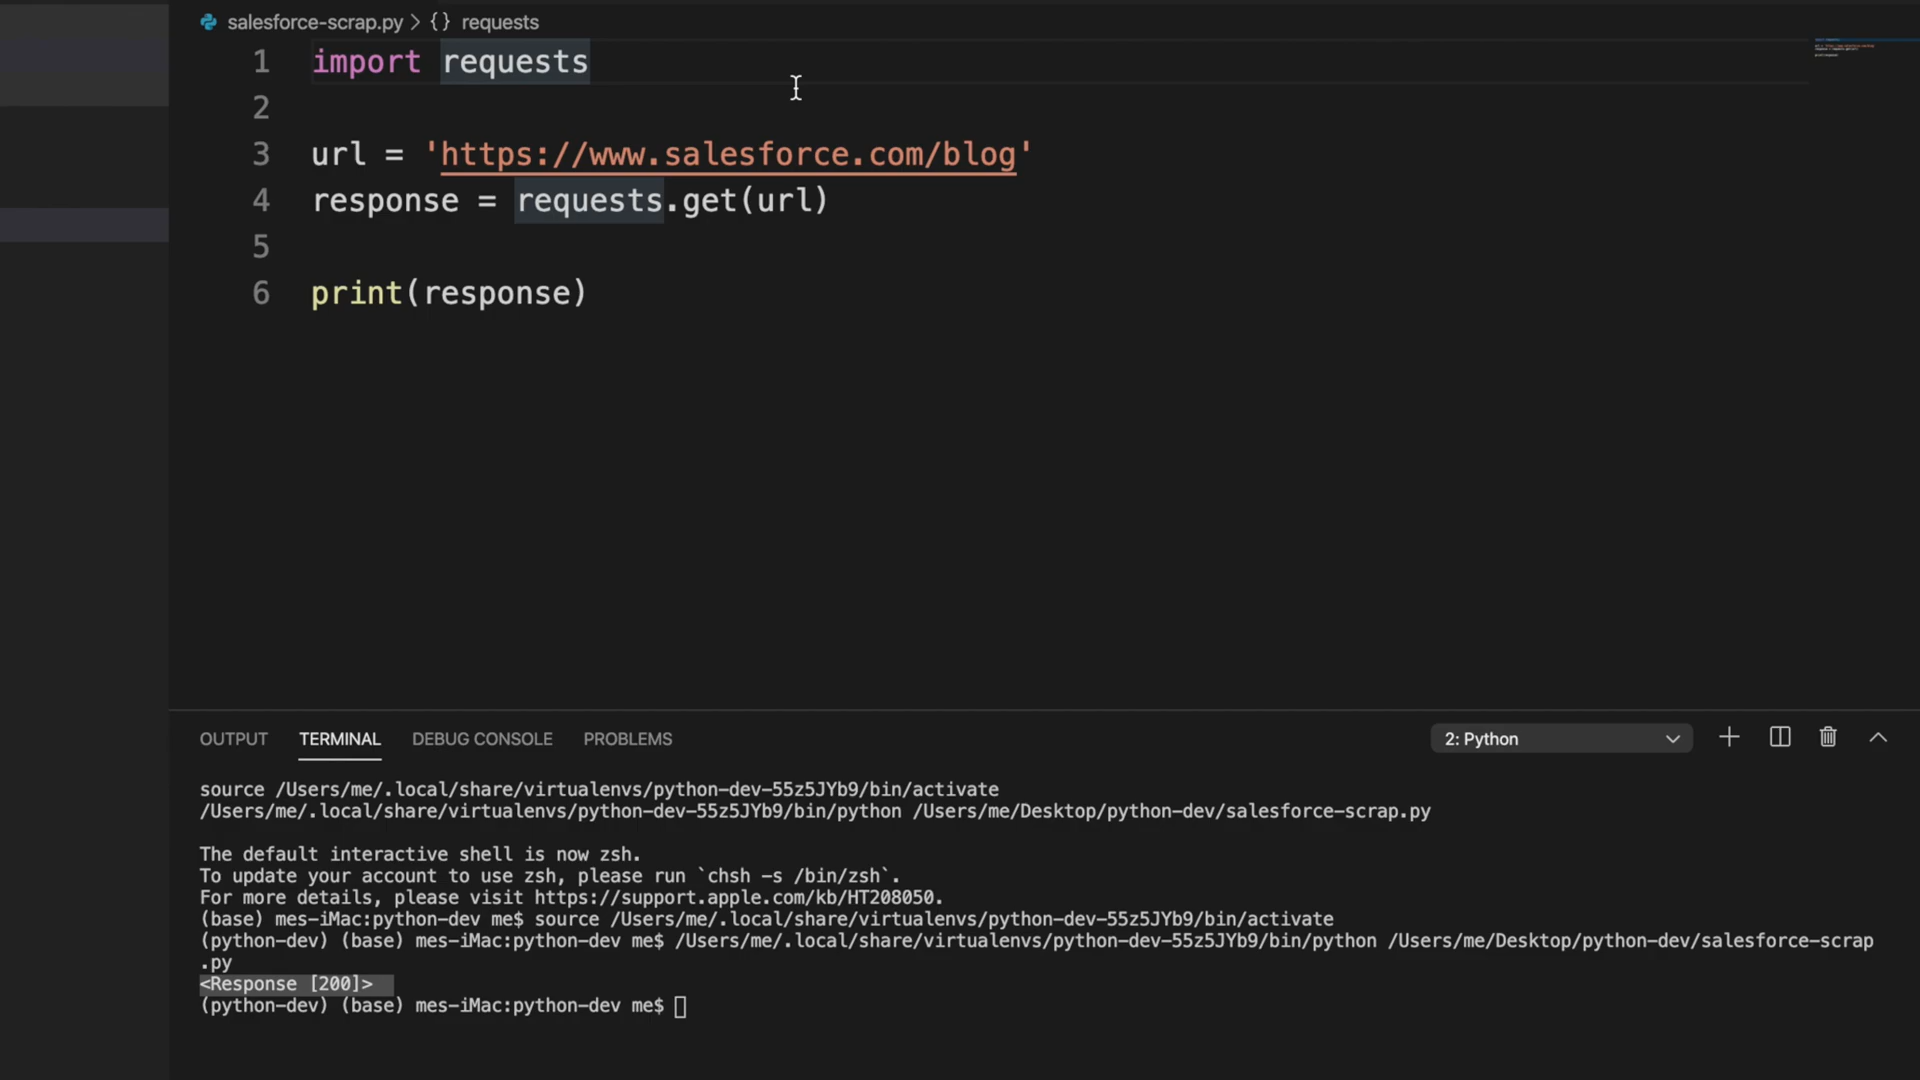 salesforce-scrap.py > {} requests
1 import requests
2
3 url = 'https://www.salesforce.com/blog'
4 response = requests.get(url)
5
6 print(response)
OUTPUT TERMINAL DEBUG CONSOLE PROBLEMS 2: Python
source /Users/me/.local/share/virtualenvs/python-dev-55z5JYb9/bin/activate
/Users/me/.local/share/virtualenvs/python-dev-55z5JYb9/bin/python /Users/me/Desktop/python-dev/salesforce-scrap.py
The default interactive shell is now zsh.
To update your account to use zsh, please run `chsh -s /bin/zsh`.
For more details, please visit https://support.apple.com/kb/HT208050.
(base) mes-iMac:python-dev me$ source /Users/me/.local/share/virtualenvs/python-dev-55z5JYb9/bin/activate
(python-dev) (base) mes-iMac:python-dev me$ /Users/me/.local/share/virtualenvs/python-dev-55z5JYb9/bin/python /Users/me/Desktop/python-dev/salesforce-scrap
.py
<Response [200]>
(python-dev) (base) mes-iMac:python-dev me$